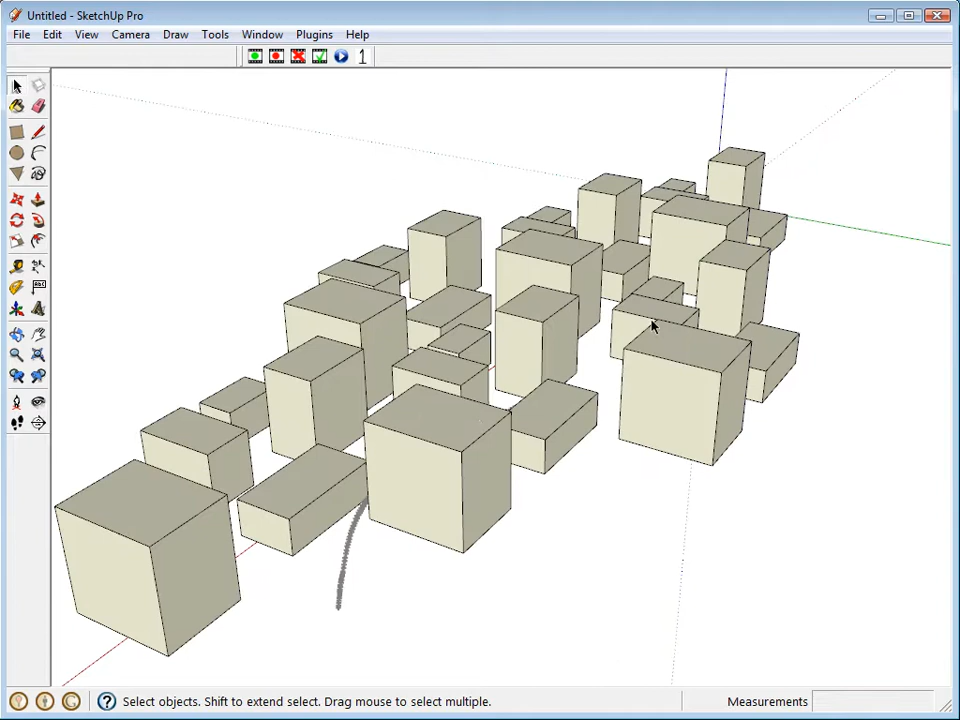 Untitled - SketchUp Pro
File Edit View Camera Draw Tools Window Plugins Help
1
Select objects. Shift to extend select. Drag mouse to select multiple.
Measurements